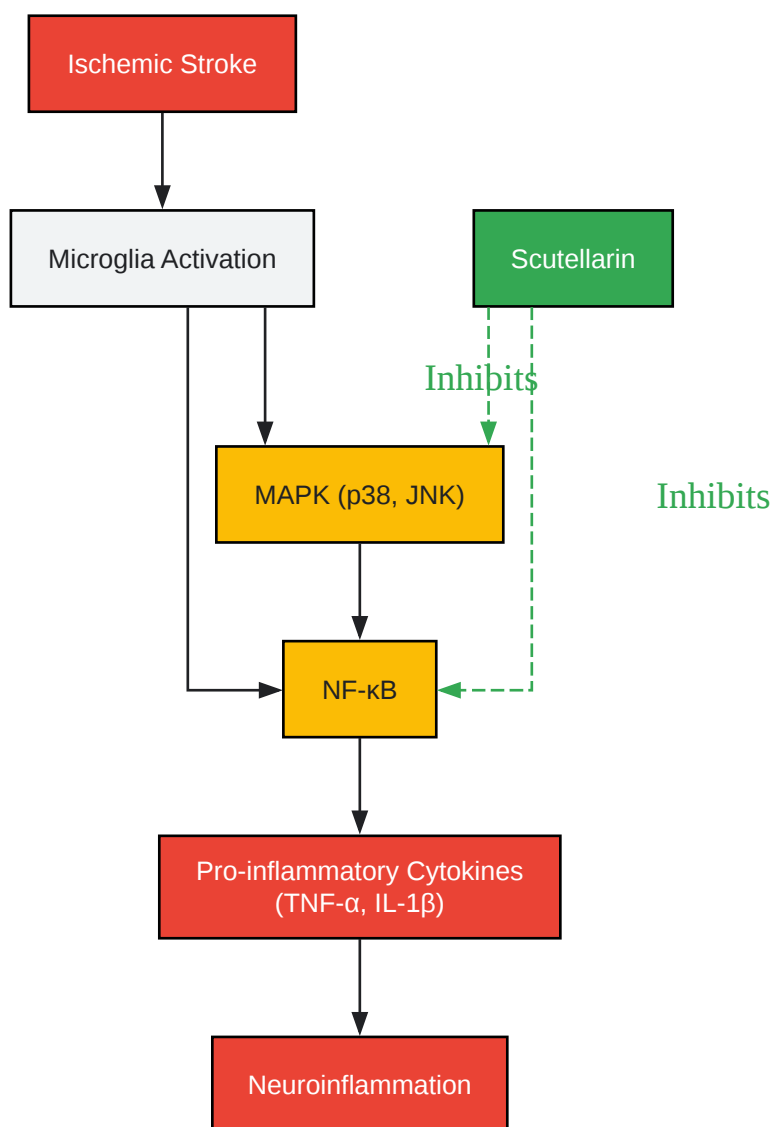 Ischemic Stroke
Microglia Activation
Scutellarin
Inhibits
MAPK (p38, JNK)
Inhibits
NF-κB
Pro-inflammatory Cytokines
(TNF-α, IL-1β)
Neuroinflammation